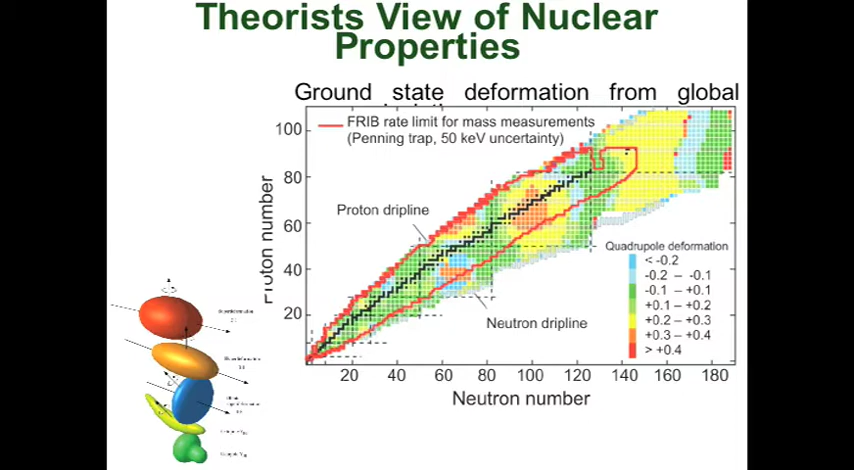 Theorists View of Nuclear
Properties
Ground state deformation from global
FRIB rate limit for mass measurements
(Penning trap, 50 keV uncertainty)
100
80
60
40
20
Proton number
Proton dripline
Neutron dripline
Quadrupole deformation
< -0.2
-0.2 – -0.1
-0.1 – +0.1
+0.1 – +0.2
+0.2 – +0.3
+0.3 – +0.4
> +0.4
20 40 60 80 100 120 140 160 180
Neutron number